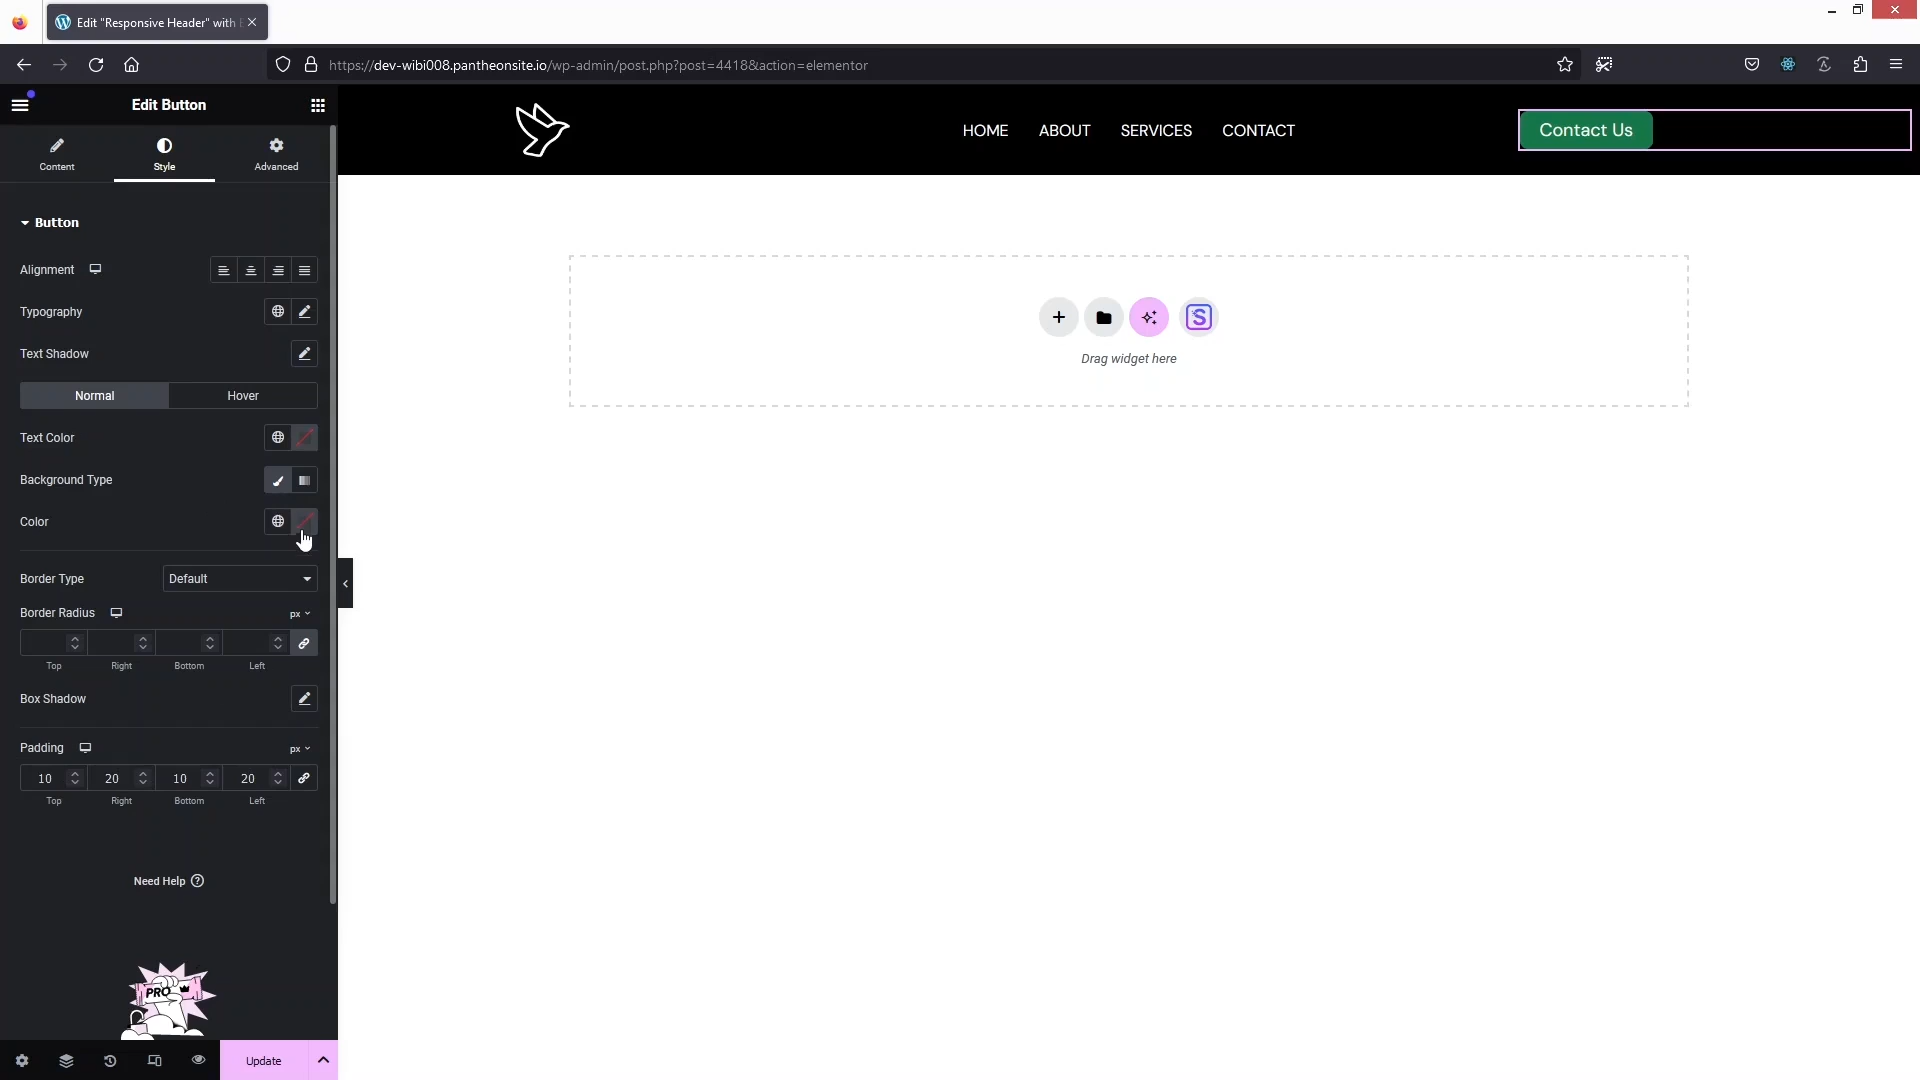 Edit "Responsive Header" with
https://dev-wibi008.pantheonsite.io/wp-admin/post.php?post=4418&action=elementor
Edit Button
Content
Style
Advanced
HOME
ABOUT
SERVICES
CONTACT
Contact Us
Button
Alignment
Typography
Text Shadow
Normal
Hover
Text Color
Background Type
Color
Border Type
Default
Border Radius
px
Top
Right
Bottom
Left
Box Shadow
Padding
px
10
20
10
20
Top
Right
Bottom
Left
Need Help
PRO
Update
Drag widget here